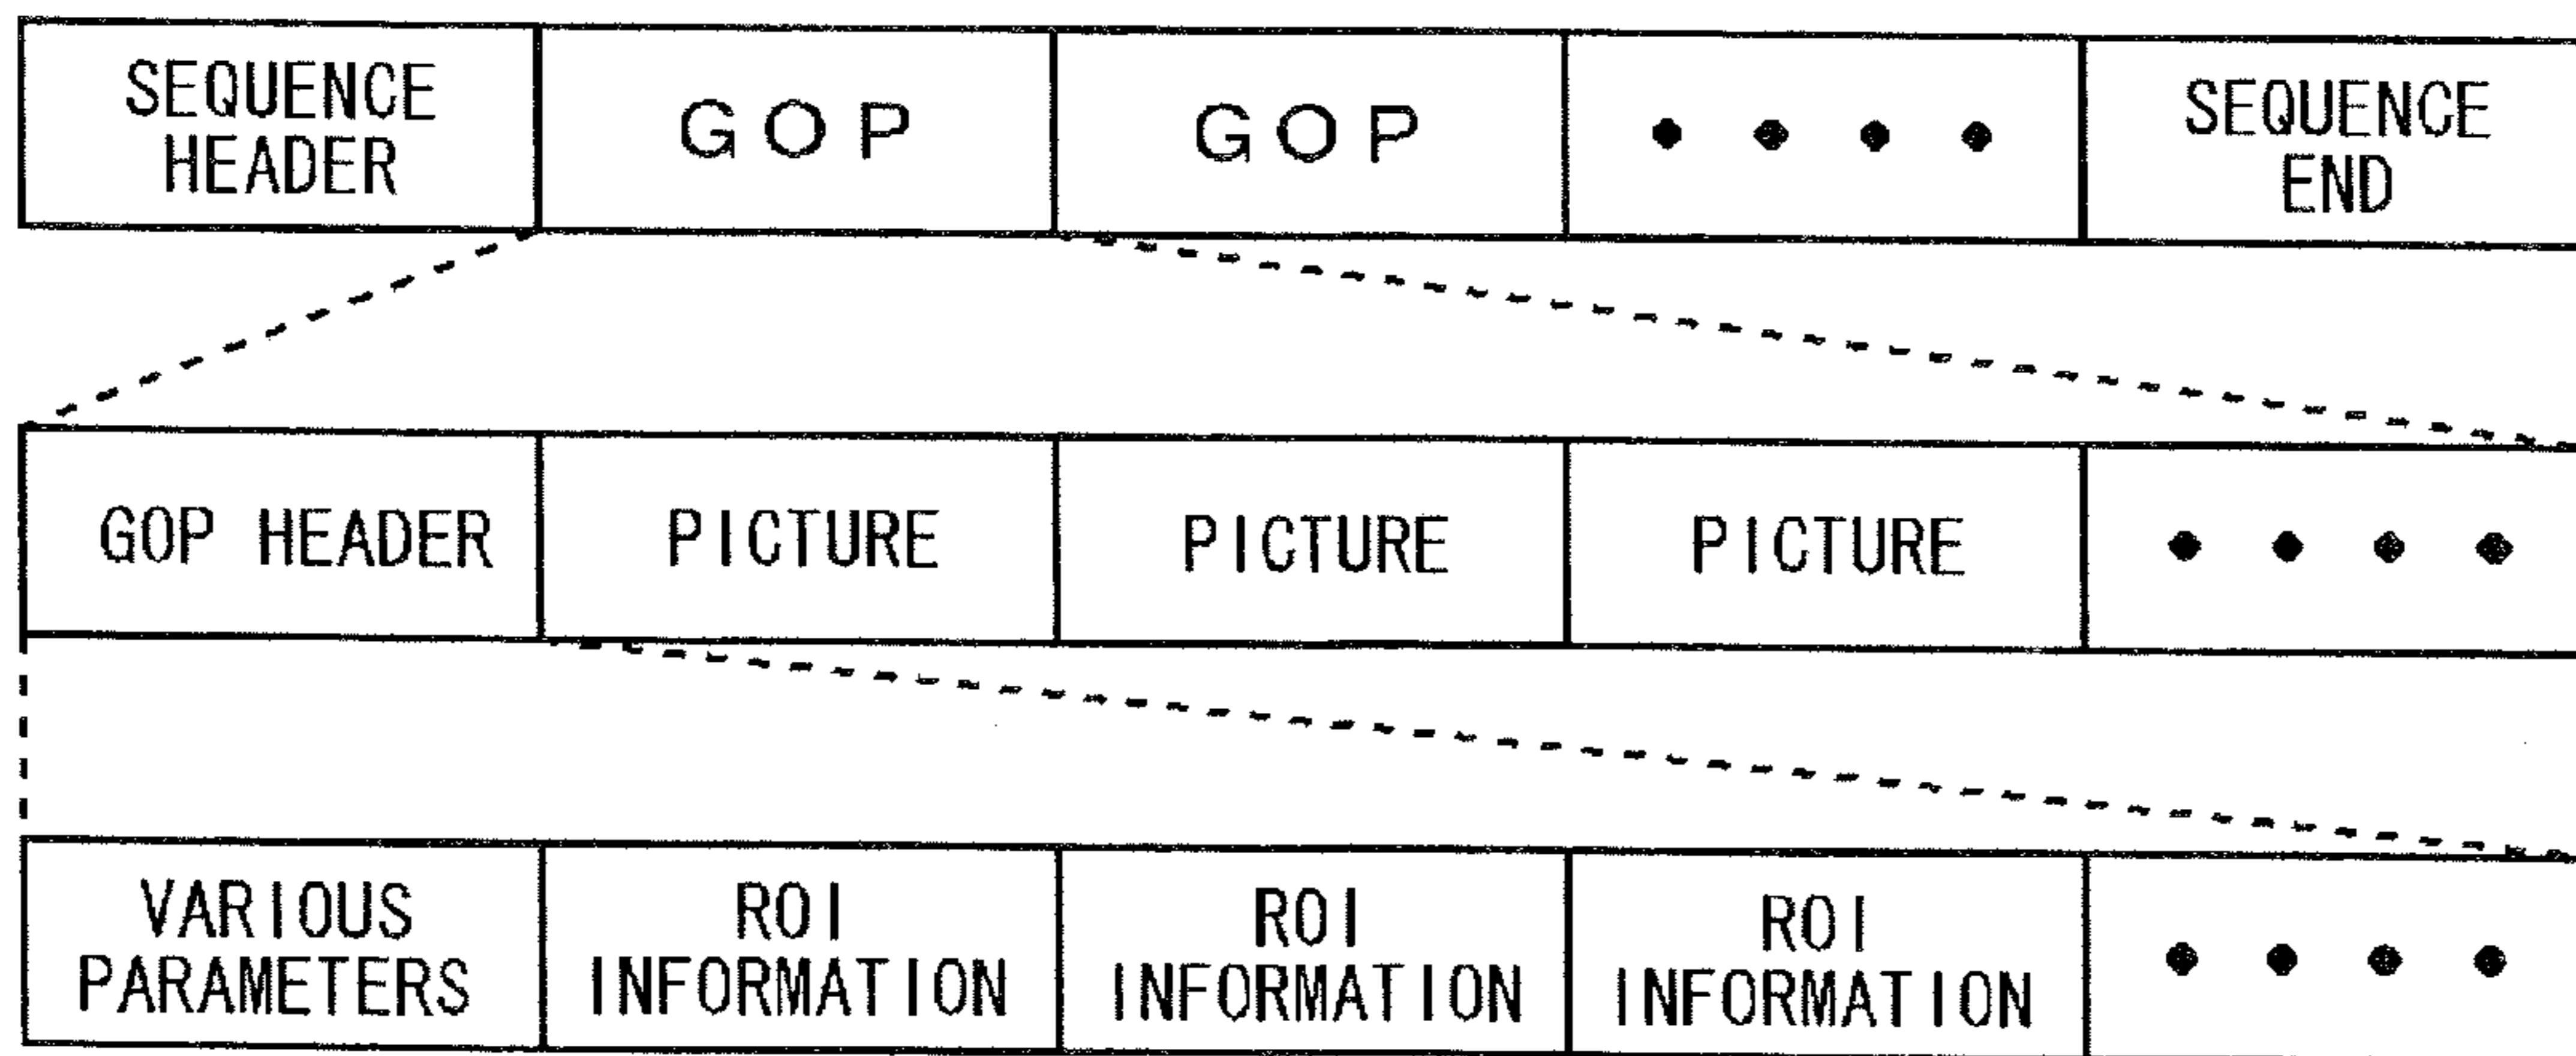 SEQUENCE
HEADER
GOP
GOP
• • • •
SEQUENCE
END
GOP HEADER
PICTURE
PICTURE
PICTURE
• • • •
VARIOUS
PARAMETERS
ROI
INFORMATION
ROI
INFORMATION
ROI
INFORMATION
• • • •